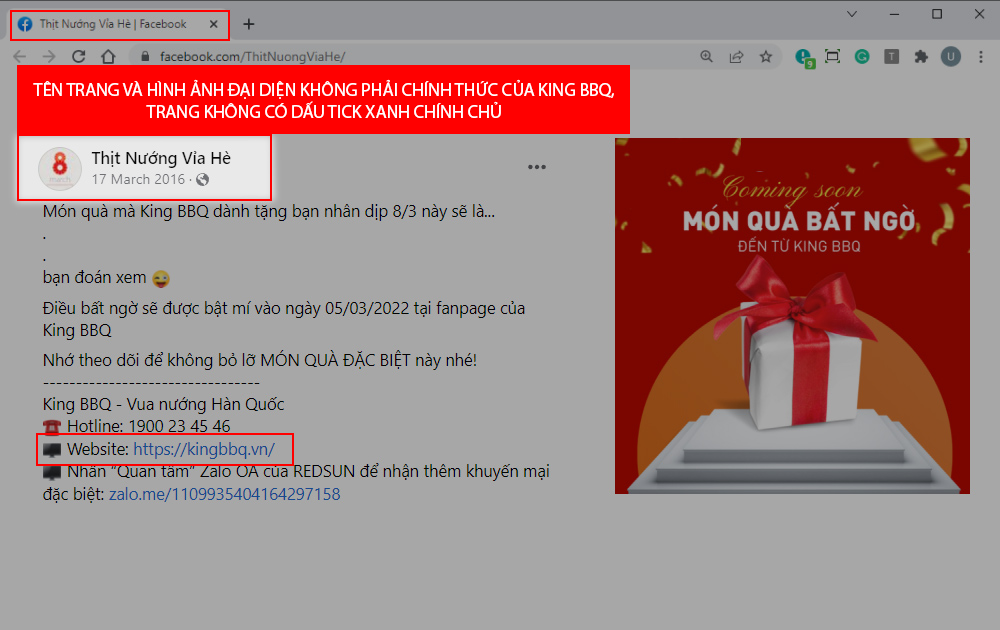 Thịt Nướng Vỉa Hè | Facebook
facebook.com/ThitNuongViaHe/
9
T
U
TÊN TRANG VÀ HÌNH ẢNH ĐẠI DIỆN KHÔNG PHẢI CHÍNH THỨC CỦA KING BBQ,
TRANG KHÔNG CÓ DẤU TICK XANH CHÍNH CHỦ
8
Thịt Nướng Vỉa Hè
17 March 2016 ·
Món quà mà King BBQ dành tặng bạn nhân dịp 8/3 này sẽ là...
.
.
bạn đoán xem 😜
Điều bất ngờ sẽ được bật mí vào ngày 05/03/2022 tại fanpage của
King BBQ
Nhớ theo dõi để không bỏ lỡ MÓN QUÀ ĐẶC BIỆT này nhé!
---------------------------------
King BBQ - Vua nướng Hàn Quốc
☎️ Hotline: 1900 23 45 46
🖥️ Website: https://kingbbq.vn/
🖥️ Nhấn "Quan tâm" Zalo OA của REDSUN để nhận thêm khuyến mại
đặc biệt: zalo.me/1109935404164297158
Coming soon
MÓN QUÀ BẤT NGỜ
ĐẾN TỪ KING BBQ